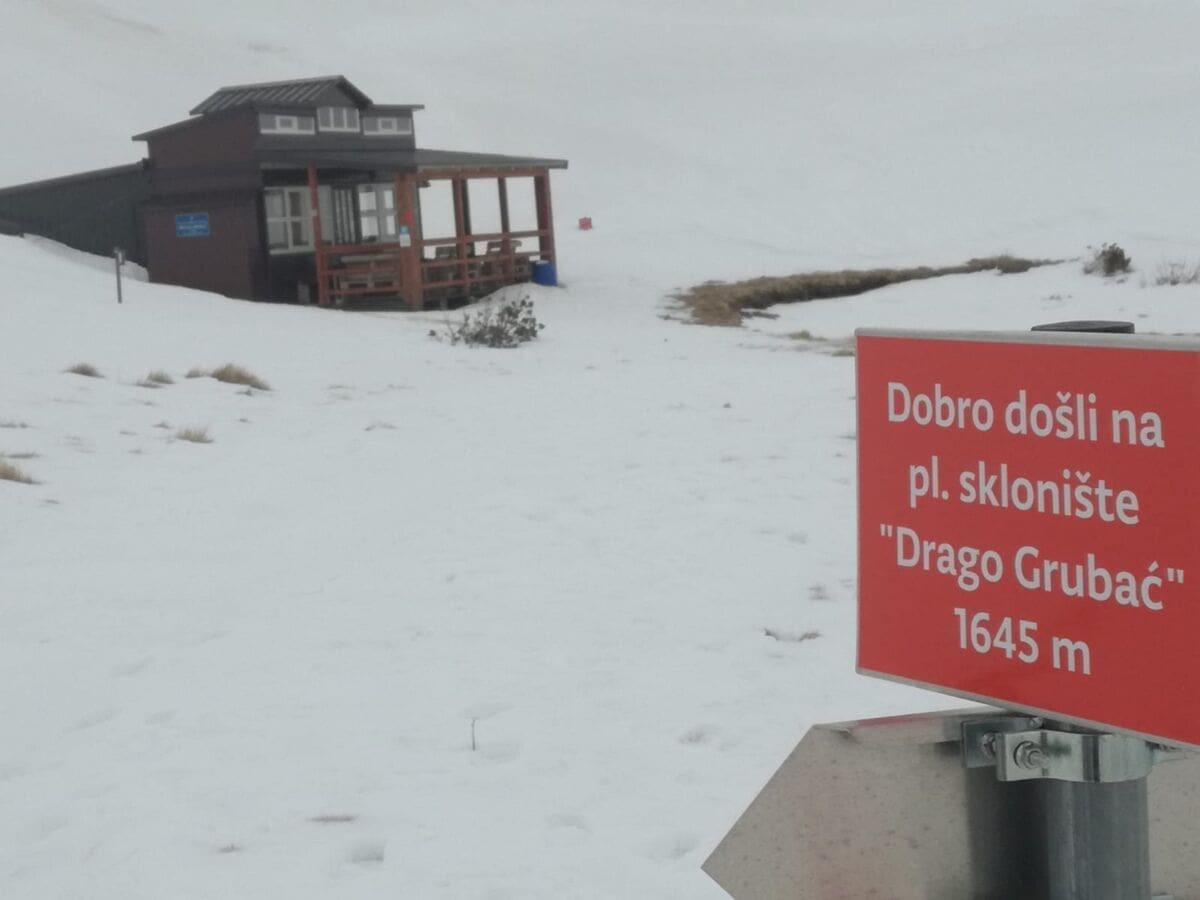 Dobro došli na
pl. sklonište
"Drago Grubać"
1645 m